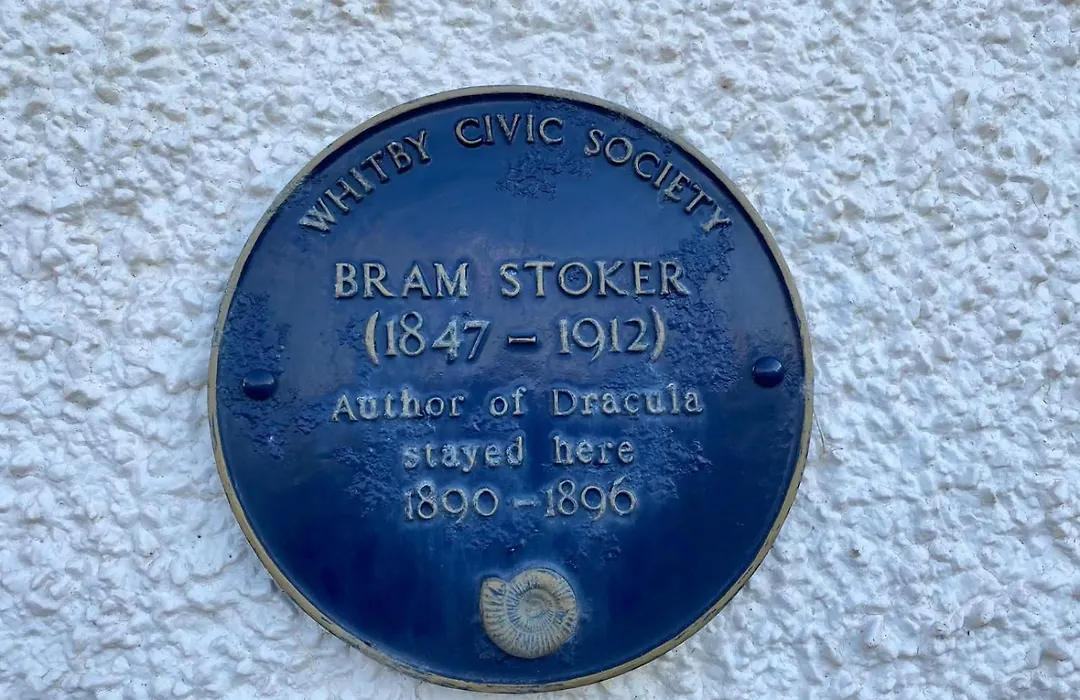 WHITBY CIVIC SOCIETY
BRAM STOKER
(1847 – 1912)
Author of Dracula
stayed here
1890 – 1896